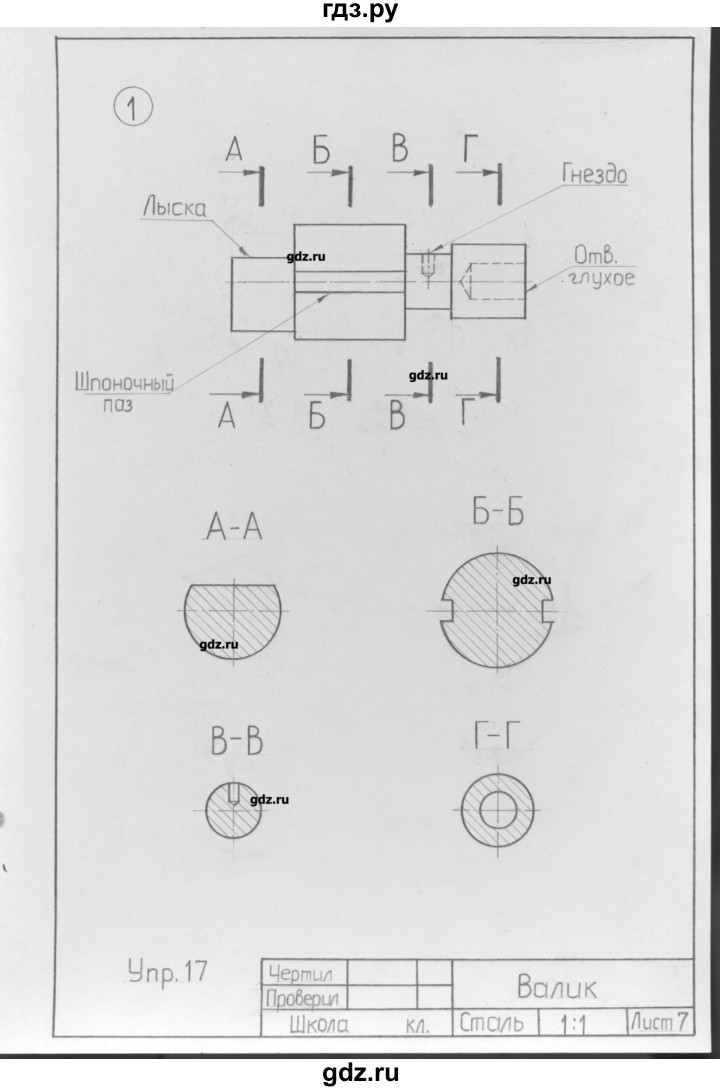 гдз.ру
1
А Б В Г
Гнездо
Лыска
gdz.ru
Отв.
глухое
Шпоночный
паз
gdz.ru
А Б В Г
А-А
Б-Б
gdz.ru
gdz.ru
В-В
Г-Г
gdz.ru
Упр.17
Чертил
Валик
Проверил
Школа кл.
Сталь
1:1
Лист 7
gdz.ru